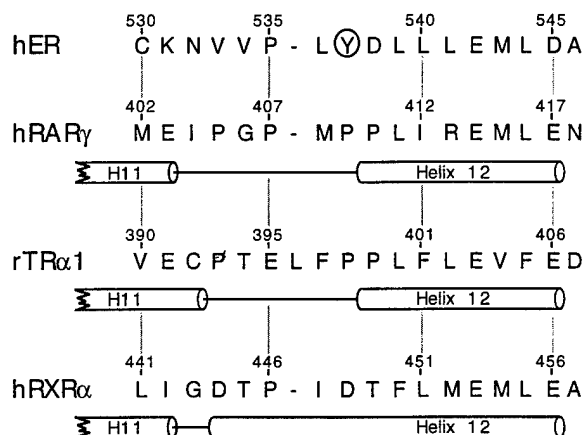 530 535 540 545
hER C K N V V P - L Y D L L L E M L D A
402 407 412 417
hRARγ M E I P G P - M P P L I R E M L E N
H11 Helix 12
390 395 401 406
rTRα1 V E C P T E L F P P L F L E V F E D
H11 Helix 12
441 446 451 456
hRXRα L I G D T P - I D T F L M E M L E A
H11 Helix 12